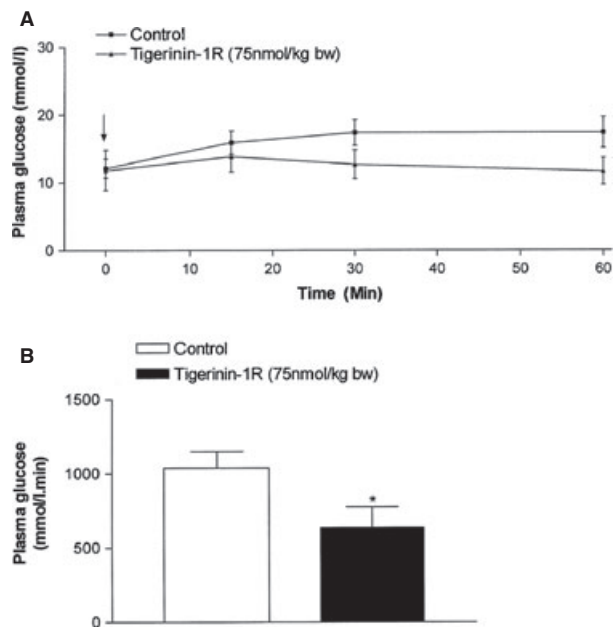 A
Control
Tigerinin-1R (75nmol/kg bw)
Plasma glucose (mmol/l)
30
20
10
0
0 10 20 30 40 50 60
Time (Min)
B
Control
Tigerinin-1R (75nmol/kg bw)
Plasma glucose
(mmol/l.min)
1500
1000
500
0
*